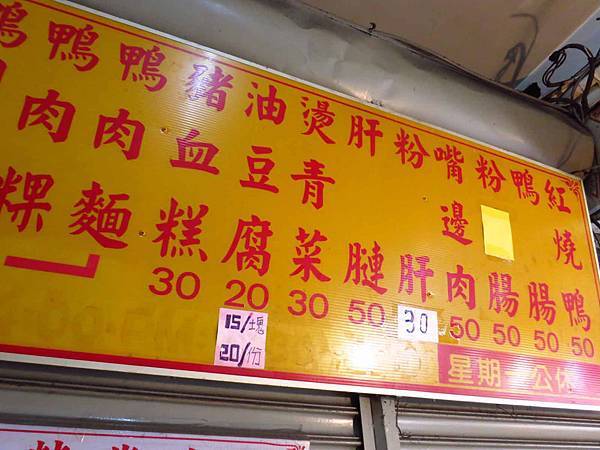 紅燒鴨 50
鴨腸 50
粉腸 50
嘴邊肉 50
粉肝 30
肝 50
燙青菜 30
油豆腐 20
15/塊
20/份
豬血糕 30
鴨肉麵
鴨肉粿
星期一公休